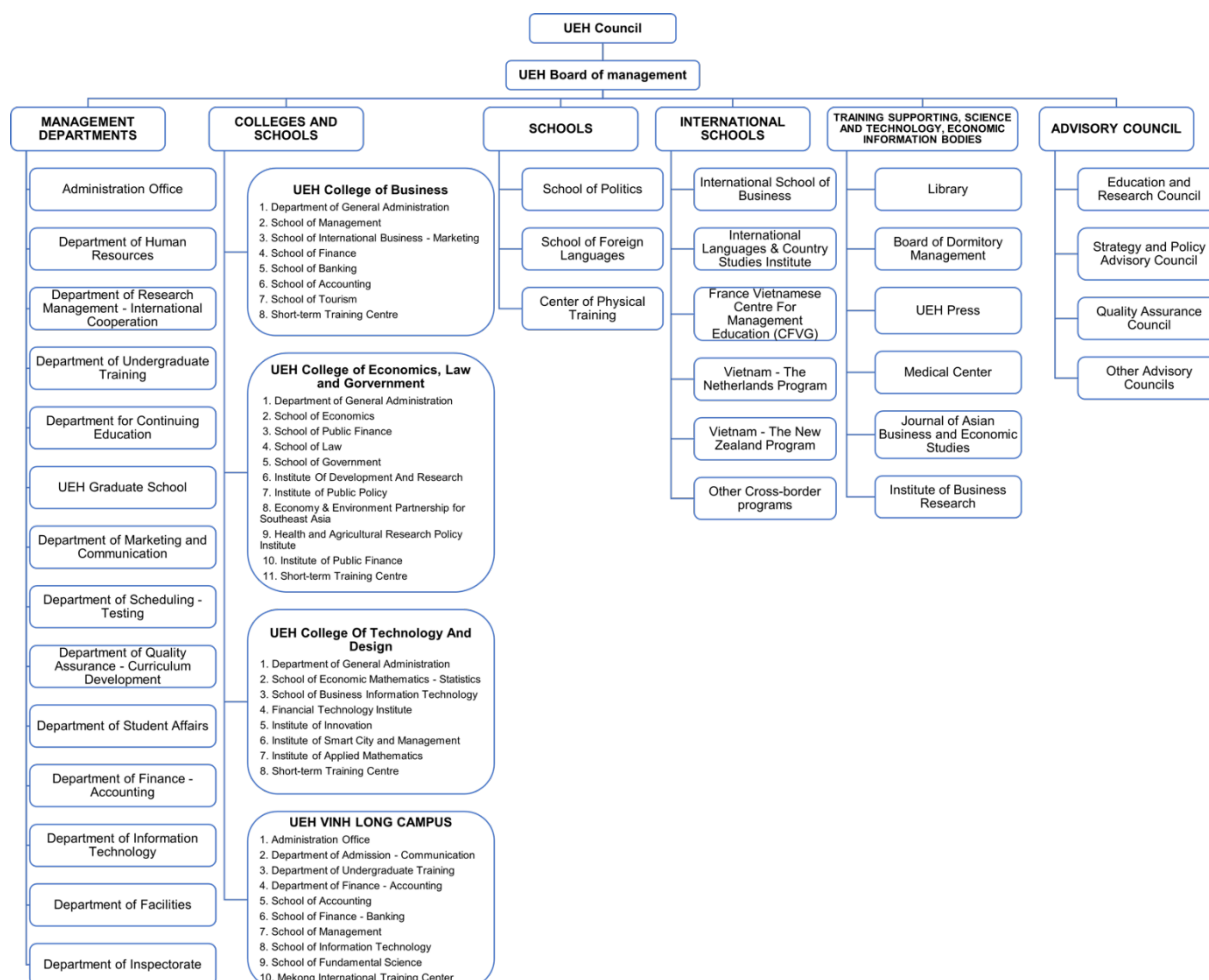 UEH Council
UEH Board of management
MANAGEMENT
DEPARTMENTS
Administration Office
Department of Human
Resources
Department of Research
Management - International
Cooperation
Department of Undergraduate
Training
Department for Continuing
Education
UEH Graduate School
Department of Marketing and
Communication
Department of Scheduling -
Testing
Department of Quality
Assurance - Curriculum
Development
Department of Student Affairs
Department of Finance -
Accounting
Department of Information
Technology
Department of Facilities
Department of Inspectorate
COLLEGES AND
SCHOOLS
UEH College of Business
1. Department of General Administration
2. School of Management
3. School of International Business - Marketing
4. School of Finance
5. School of Banking
6. School of Accounting
7. School of Tourism
8. Short-term Training Centre
UEH College of Economics, Law
and Gorvernment
1. Department of General Administration
2. School of Economics
3. School of Public Finance
4. School of Law
5. School of Government
6. Institute Of Development And Research
7. Institute of Public Policy
8. Economy & Environment Partnership for
Southeast Asia
9. Health and Agricultural Research Policy
Institute
10. Institute of Public Finance
11. Short-term Training Centre
UEH College Of Technology And
Design
1. Department of General Administration
2. School of Economic Mathematics - Statistics
3. School of Business Information Technology
4. Financial Technology Institute
5. Institute of Innovation
6. Institute of Smart City and Management
7. Institute of Applied Mathematics
8. Short-term Training Centre
UEH VINH LONG CAMPUS
1. Administration Office
2. Department of Admission - Communication
3. Department of Undergraduate Training
4. Department of Finance - Accounting
5. School of Accounting
6. School of Finance - Banking
7. School of Management
8. School of Information Technology
9. School of Fundamental Science
10. Mekong International Training Center
SCHOOLS
School of Politics
School of Foreign
Languages
Center of Physical
Training
INTERNATIONAL
SCHOOLS
International School of
Business
International
Languages & Country
Studies Institute
France Vietnamese
Centre For
Management
Education (CFVG)
Vietnam - The
Netherlands Program
Vietnam - The New
Zealand Program
Other Cross-border
programs
TRAINING SUPPORTING, SCIENCE
AND TECHNOLOGY, ECONOMIC
INFORMATION BODIES
Library
Board of Dormitory
Management
UEH Press
Medical Center
Journal of Asian
Business and Economic
Studies
Institute of Business
Research
ADVISORY COUNCIL
Education and
Research Council
Strategy and Policy
Advisory Council
Quality Assurance
Council
Other Advisory
Councils